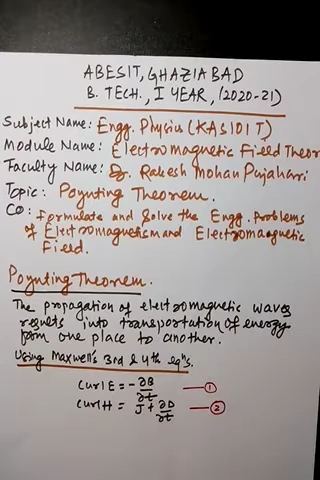 ABESIT, GHAZIABAD
B. TECH., I YEAR, (2020-21)
Subject Name: Engg. Physics (KAS101T)
Module Name: Electromagnetic Field Theor
Faculty Name: Dr. Rakesh Mohan Pujahari
Topic: Poynting Theorem.
CO: Formulate and Solve the Engg. Problems
of Electromagnetism and Electromagnetic
Field.
Poynting Theorem.
The propagation of electromagnetic waves
results into transportation of energy
from one place to another.
Using Maxwell's 3rd & 4th eqns.
Curl E = -∂B/∂t —①
Curl H = J + ∂D/∂t —②